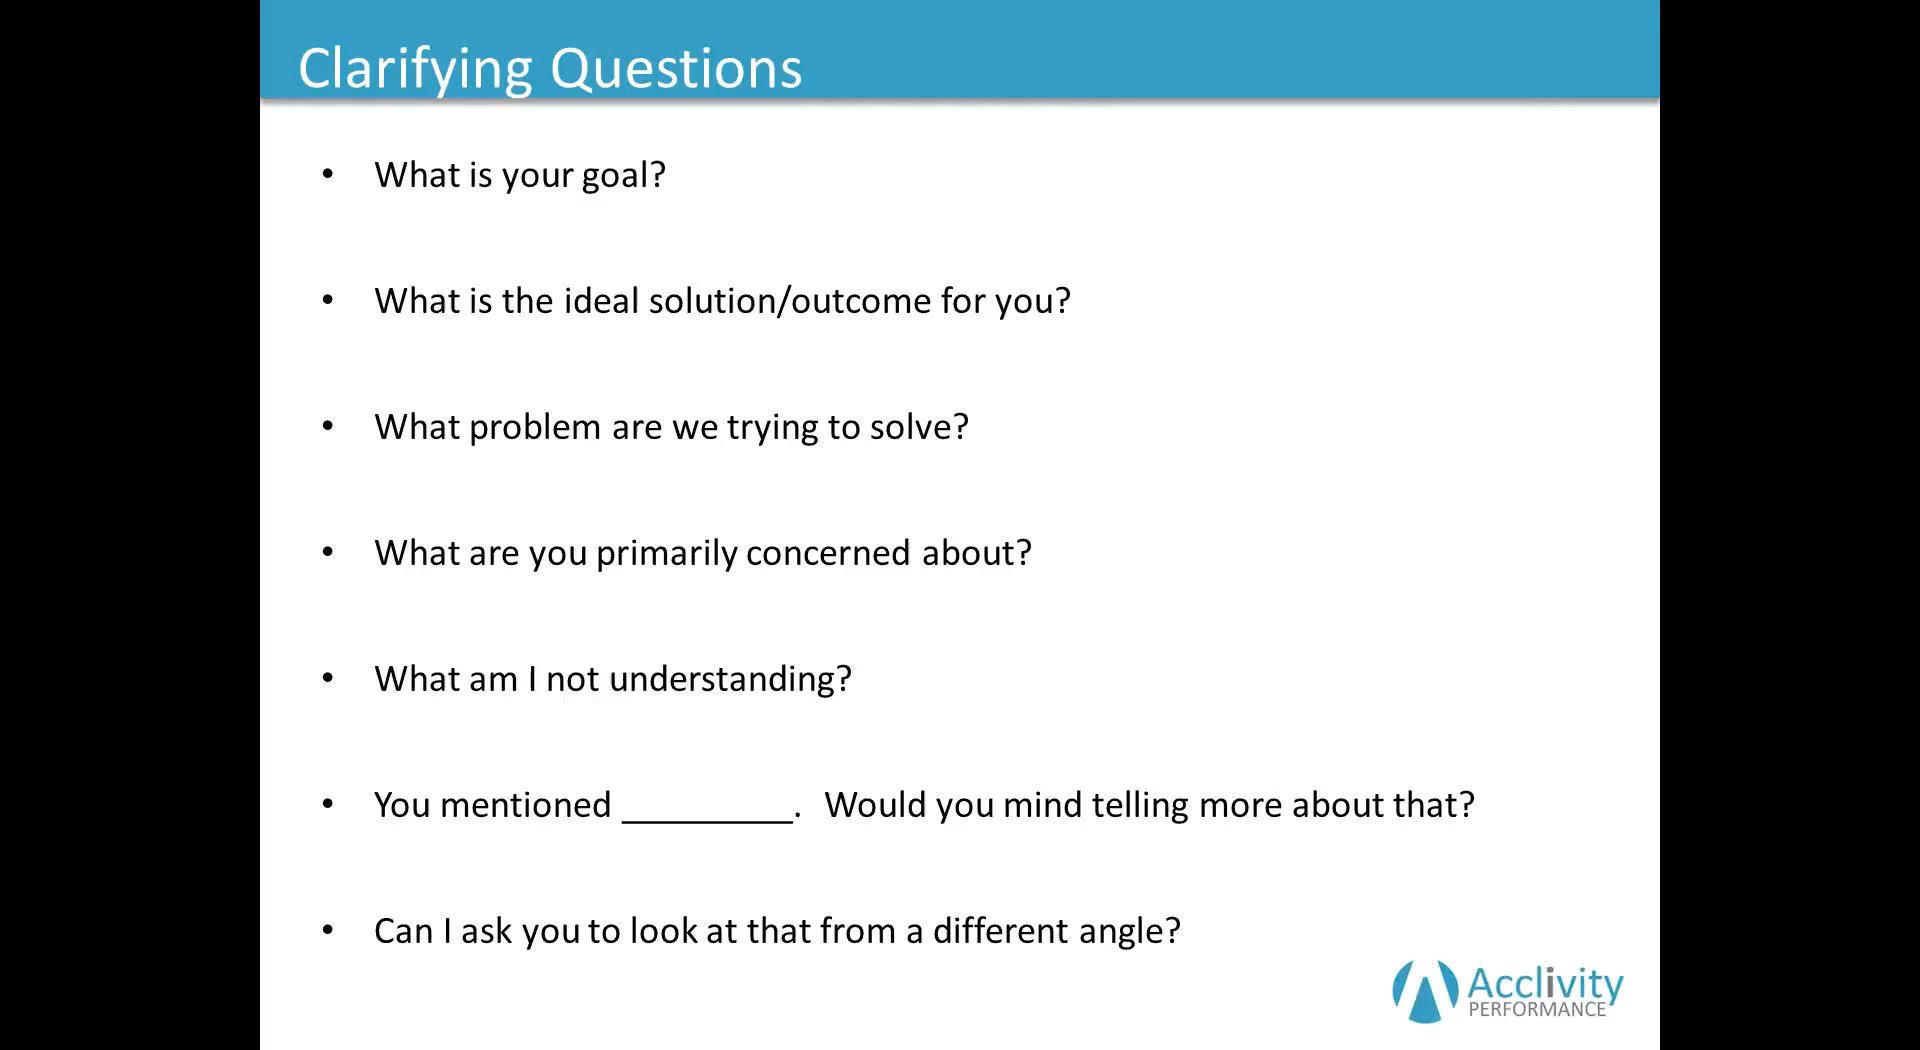 Clarifying Questions
• What is your goal?
• What is the ideal solution/outcome for you?
• What problem are we trying to solve?
• What are you primarily concerned about?
• What am I not understanding?
• You mentioned _________.  Would you mind telling more about that?
• Can I ask you to look at that from a different angle?
Acclivity
PERFORMANCE